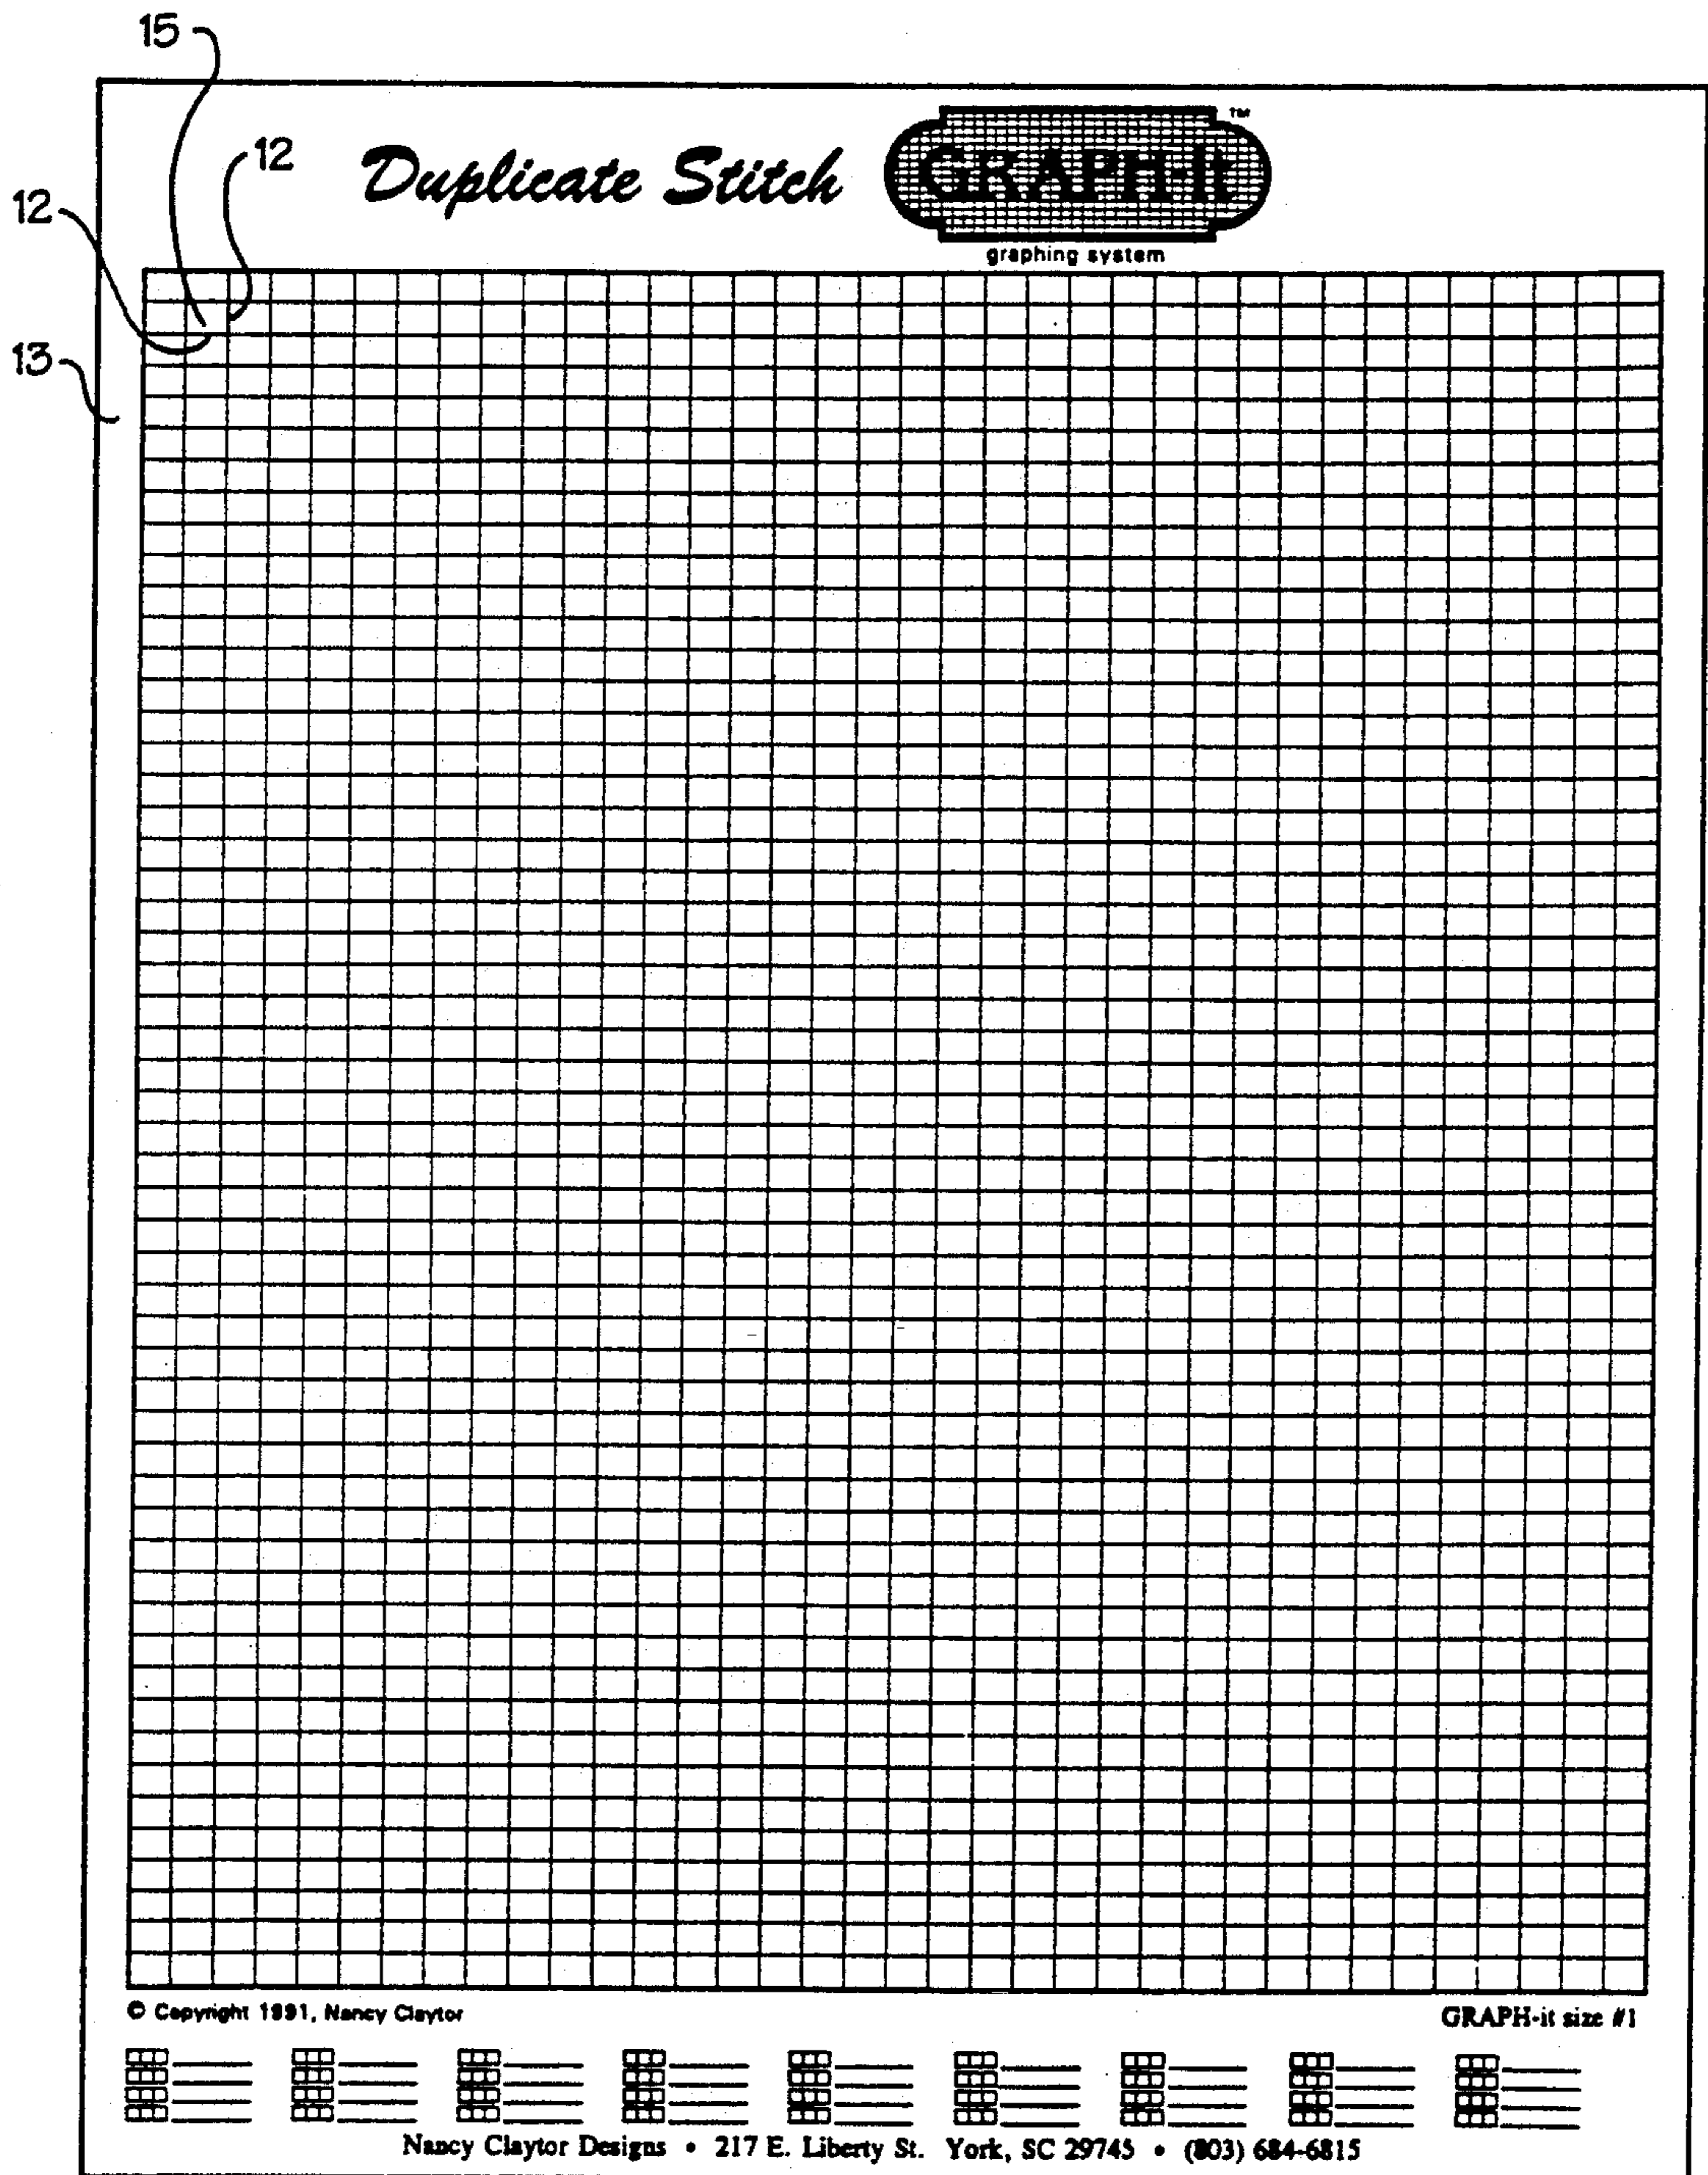 15
12
12
13
Duplicate Stitch
GRAPH-It ™
graphing system
© Copyright 1991, Nancy Claytor
GRAPH-it size #1
Nancy Claytor Designs • 217 E. Liberty St. York, SC 29745 • (803) 684-6815